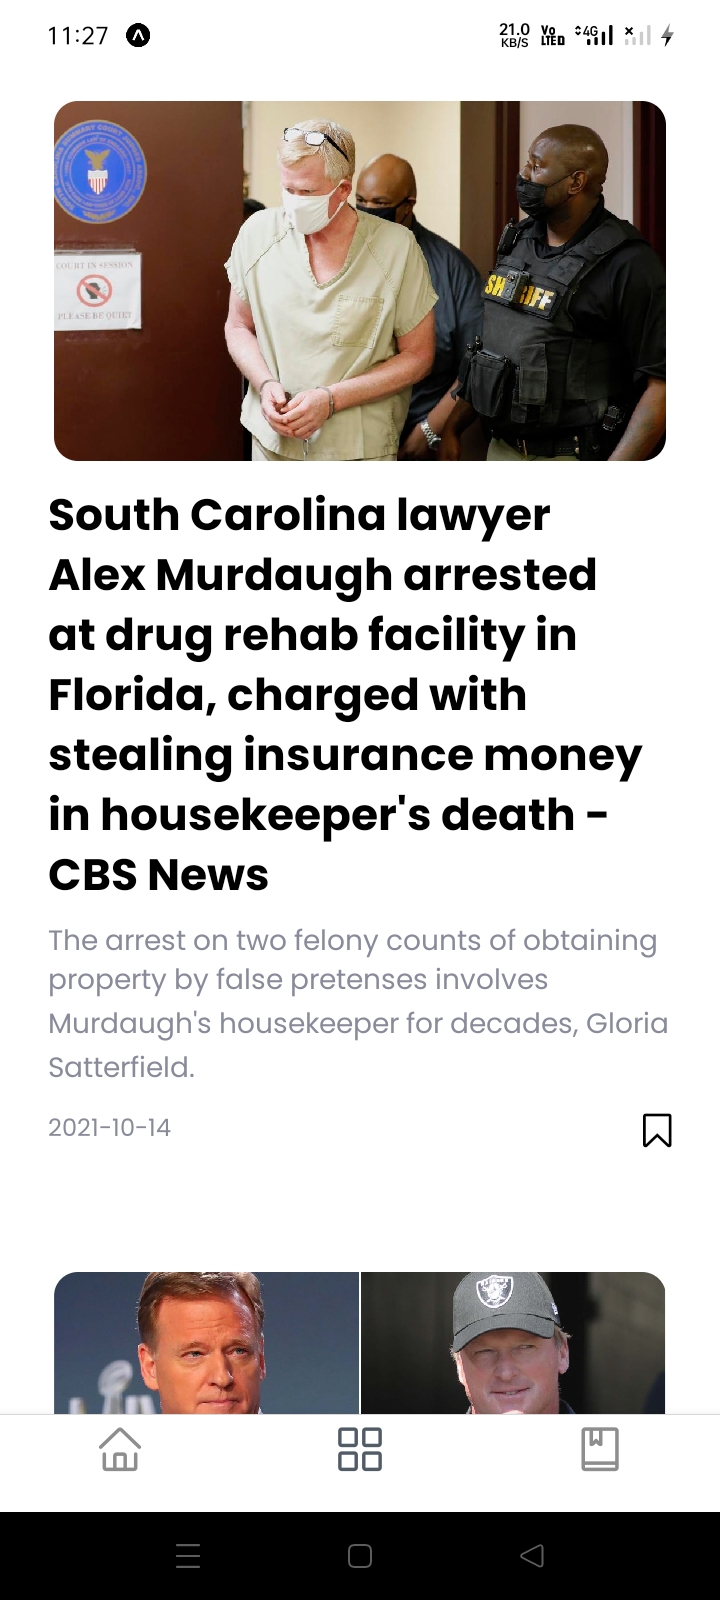 11:27
21.0
KB/S
Vo
LTE
4G
COURT IN SESSION
PLEASE BE QUIET
SHERIFF
South Carolina lawyer
Alex Murdaugh arrested
at drug rehab facility in
Florida, charged with
stealing insurance money
in housekeeper's death -
CBS News
The arrest on two felony counts of obtaining
property by false pretenses involves
Murdaugh's housekeeper for decades, Gloria
Satterfield.
2021-10-14
RAIDERS